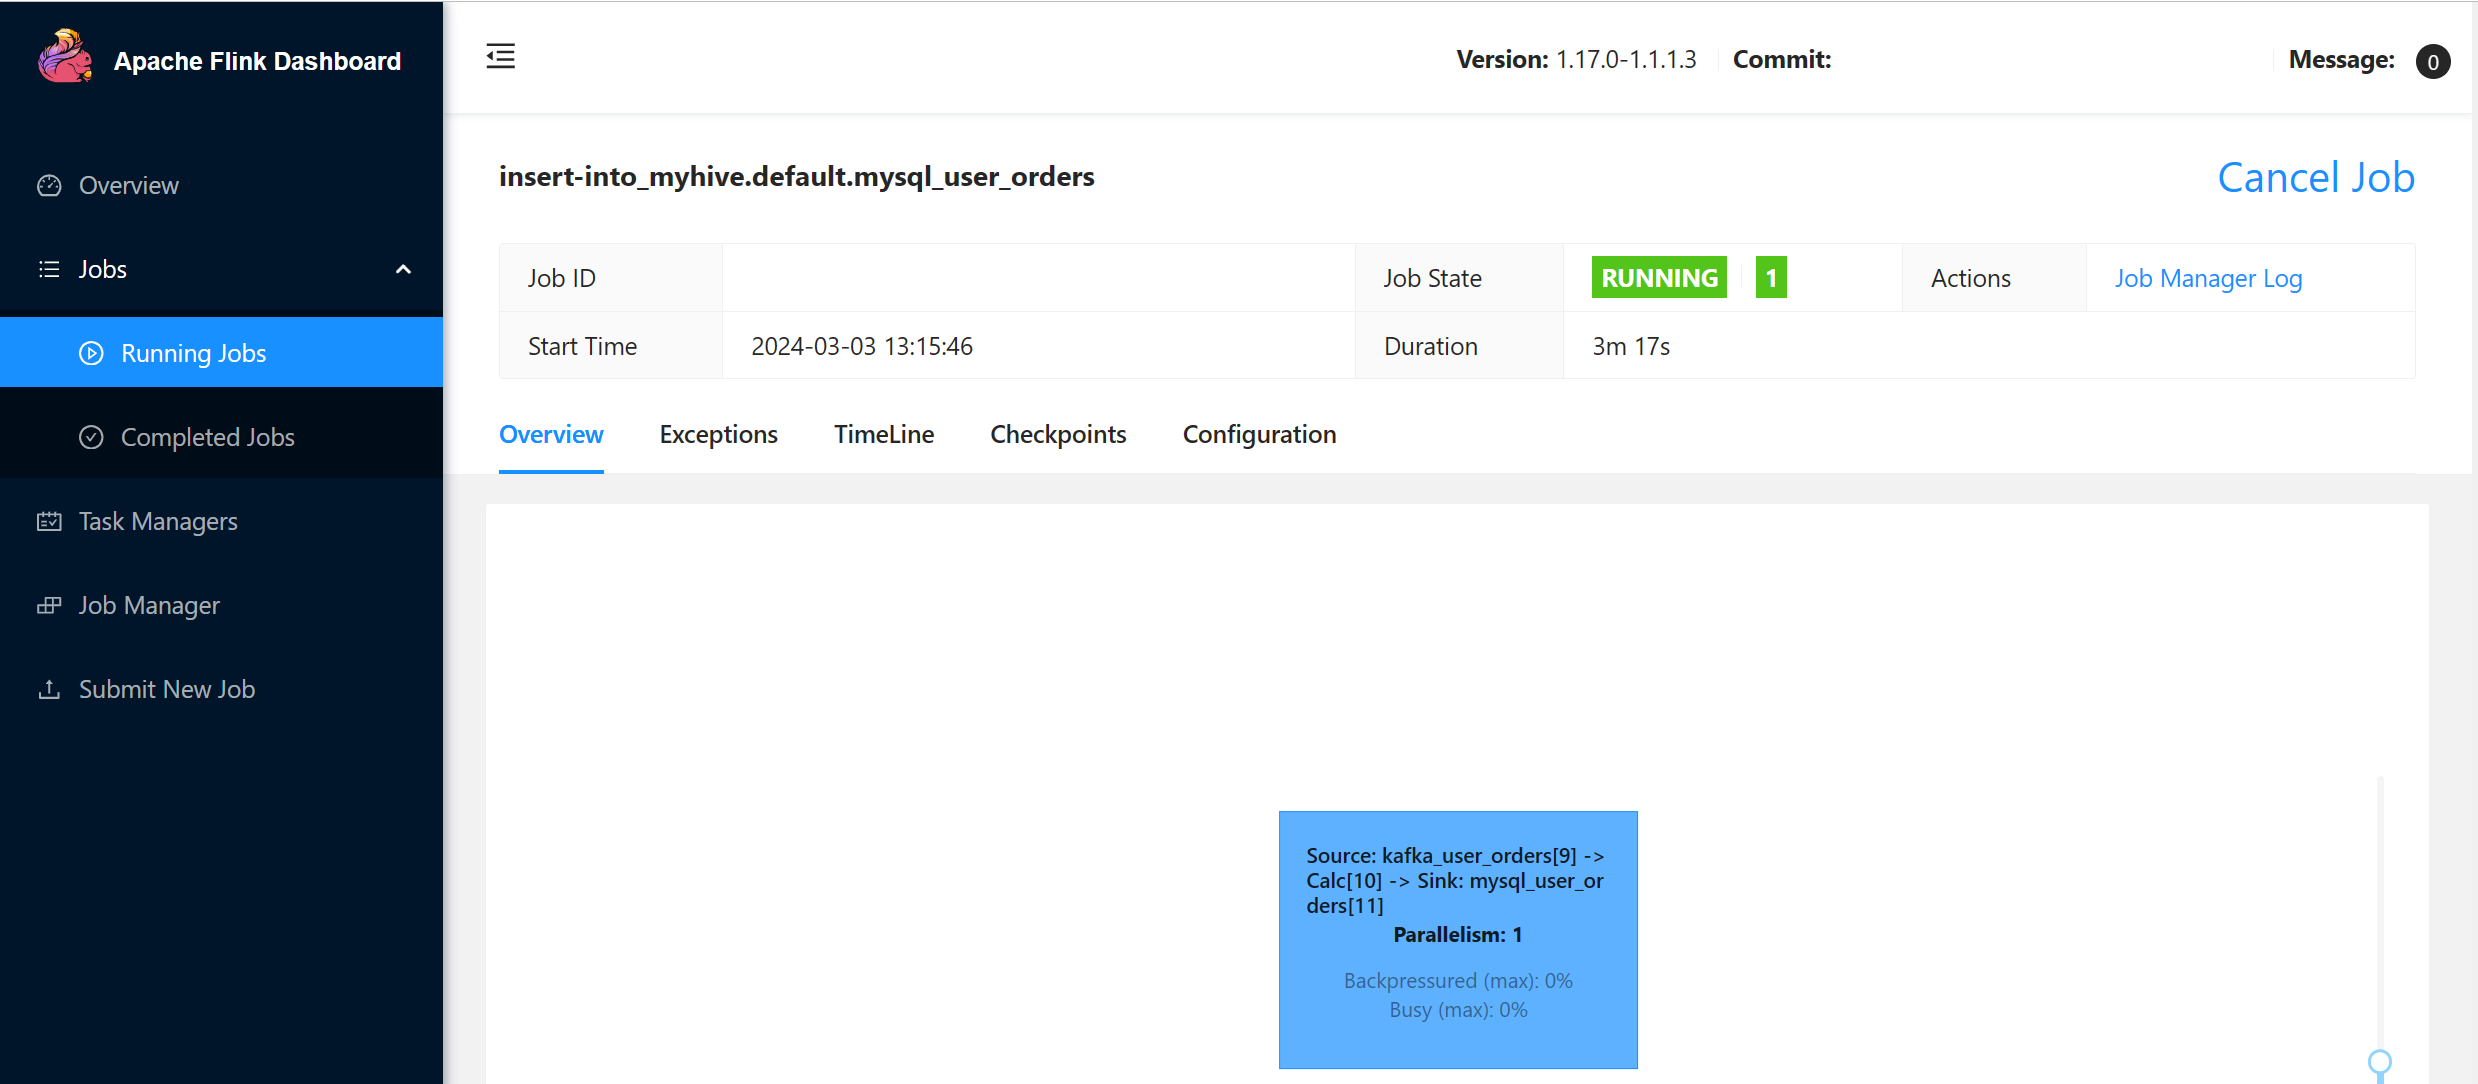 Apache Flink Dashboard
Version: 1.17.0-1.1.1.3 Commit: Message: 0
Overview
Jobs
Running Jobs
Completed Jobs
Task Managers
Job Manager
Submit New Job
insert-into_myhive.default.mysql_user_orders
Cancel Job
Job ID Job State RUNNING 1 Actions Job Manager Log
Start Time 2024-03-03 13:15:46 Duration 3m 17s
Overview Exceptions TimeLine Checkpoints Configuration
Source: kafka_user_orders[9] ->
Calc[10] -> Sink: mysql_user_or
ders[11]
Parallelism: 1
Backpressured (max): 0%
Busy (max): 0%